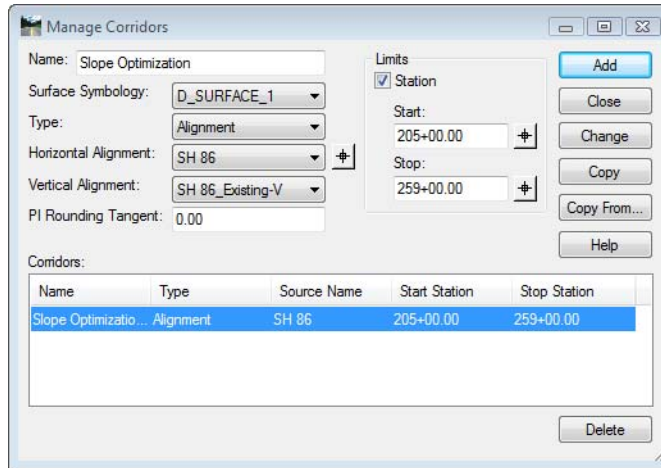 Manage Corridors
Name: Slope Optimization
Surface Symbology: D_SURFACE_1
Type: Alignment
Horizontal Alignment: SH 86
Vertical Alignment: SH 86_Existing-V
PI Rounding Tangent: 0.00
Limits
Station
Start:
205+00.00
Stop:
259+00.00
Add
Close
Change
Copy
Copy From...
Help
Corridors:
Name Type Source Name Start Station Stop Station
Slope Optimizatio... Alignment SH 86 205+00.00 259+00.00
Delete